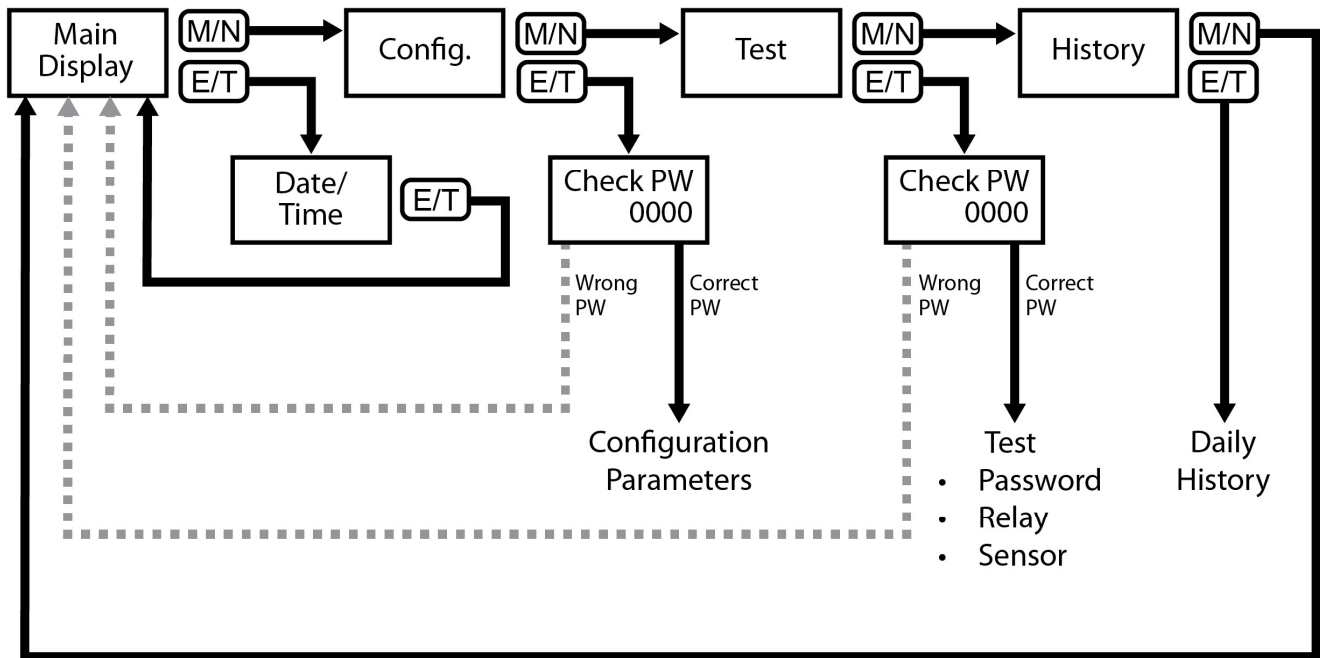 Main
Display
M/N
E/T
Config.
M/N
E/T
Test
M/N
E/T
History
M/N
E/T
Date/
Time
E/T
Check PW
0000
Check PW
0000
Wrong
PW
Correct
PW
Wrong
PW
Correct
PW
Configuration
Parameters
Test
• Password
• Relay
• Sensor
Daily
History